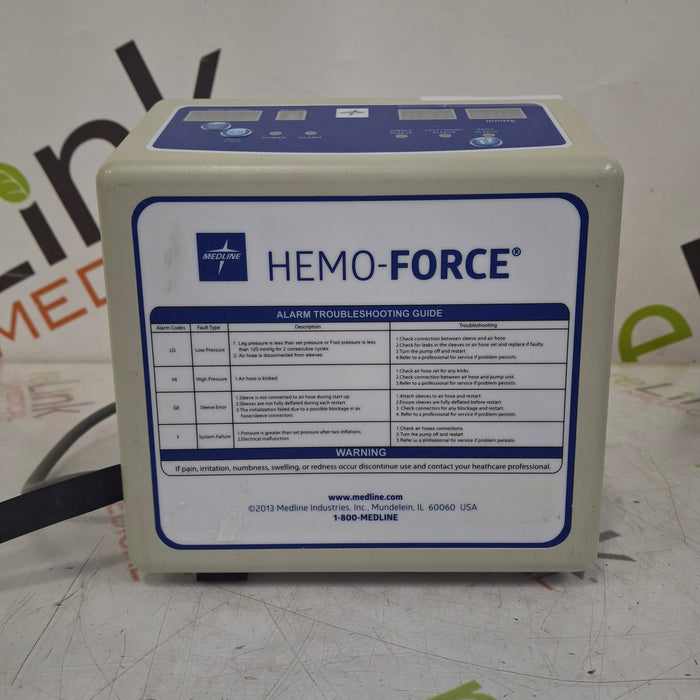 ink
Link
MEDL
POWER
ALARM
mmHg
MEDLINE
HEMO-FORCE®
ALARM TROUBLESHOOTING GUIDE
Alarm Codes Fault Type Description Troubleshooting
LO Low Pressure
1. Leg pressure is less than set pressure or Foot pressure is less
than 120 mmHg for 2 consecutive cycles.
2. Air hose is disconnected from sleeves.
1.Check connection between sleeve and air hose.
2.Check for leaks in the sleeves or air hose set and replace if faulty.
3.Turn the pump off and restart
4.Refer to a professional for service if problem persists.
HI High Pressure
1.Air hose is kinked.
1.Check air hose set for any kinks.
2.Check connection between air hose and pump unit.
3.Refer to a professional for service if problem persists.
GE Sleeve Error
1.Sleeve is not connected to air hose during start up.
2.Sleeves are not fully deflated during each restart.
3.The initialization failed due to a possible blockage in air
hose/sleeve connectors.
1.Attach sleeves to air hose and restart.
2.Ensure sleeves are fully deflated before restart.
3. Check connectors for any blockage and restart.
4. Refer to a professional for service if problem persists.
F System Failure
1.Pressure is greater than set pressure after two inflations.
2.Electrical malfunction.
1.Check air hoses connections.
2. Turn the pump off and restart.
3. Refer to a professional for service if problem persists.
WARNING
If pain, irritation, numbness, swelling, or redness occur discontinue use and contact your heathcare professional.
www.medline.com
©2013 Medline Industries, Inc., Mundelein, IL 60060 USA
1-800-MEDLINE